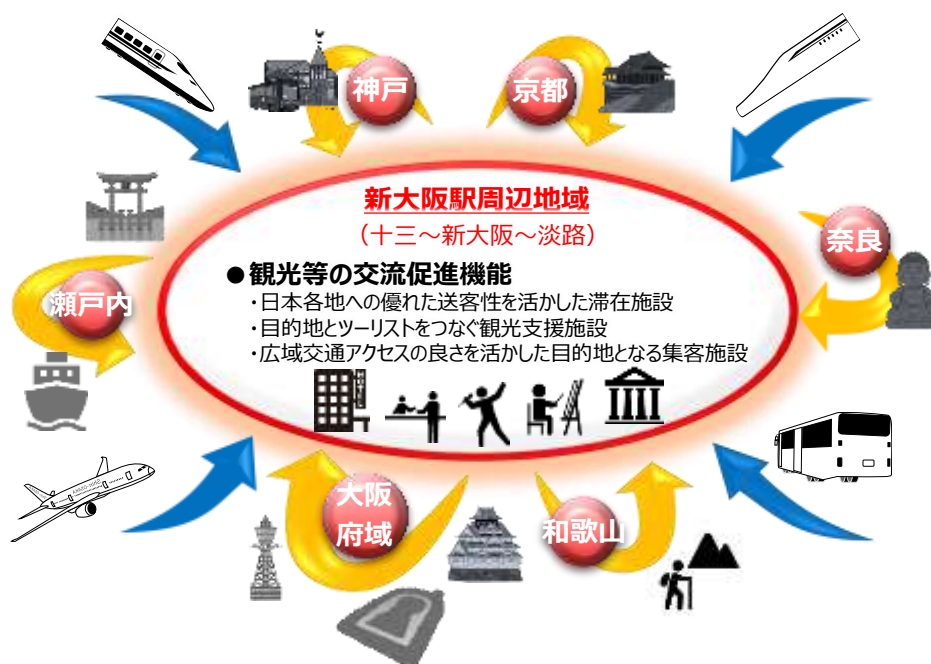 神戸
京都
新大阪駅周辺地域
（十三～新大阪～淡路）
奈良
●観光等の交流促進機能
瀬戸内
・日本各地への優れた送客性を活かした滞在施設
・目的地とツーリストをつなぐ観光支援施設
・広域交通アクセスの良さを活かした目的地となる集客施設
大阪
府域
和歌山